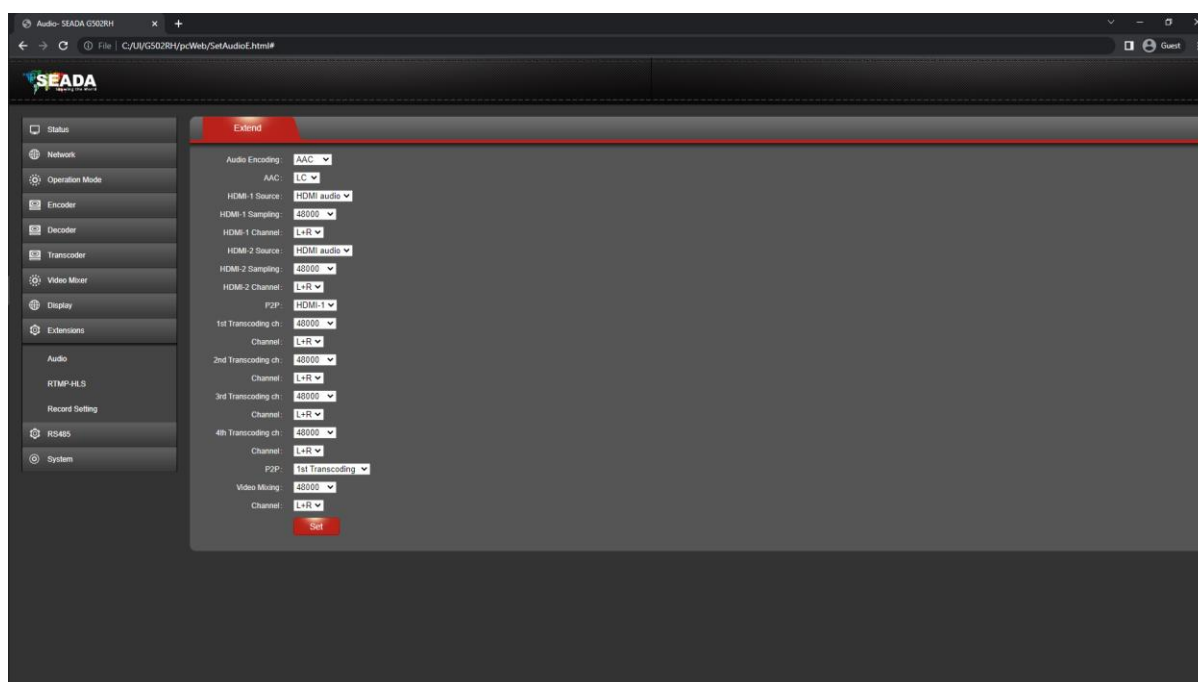 Audio- SEADA G502RH
File C:/UI/G502RH/pcWeb/SetAudioE.html#
Guest
SEADA
Status
Network
Operation Mode
Encoder
Decoder
Transcoder
Video Mixer
Display
Extensions
Audio
RTMP-HLS
Record Setting
RS485
System
Extend
Audio Encoding: AAC
AAC: LC
HDMI-1 Source: HDMI audio
HDMI-1 Sampling: 48000
HDMI-1 Channel: L+R
HDMI-2 Source: HDMI audio
HDMI-2 Sampling: 48000
HDMI-2 Channel: L+R
P2P: HDMI-1
1st Transcoding ch: 48000
Channel: L+R
2nd Transcoding ch: 48000
Channel: L+R
3rd Transcoding ch: 48000
Channel: L+R
4th Transcoding ch: 48000
Channel: L+R
P2P: 1st Transcoding
Video Mixing: 48000
Channel: L+R
Set